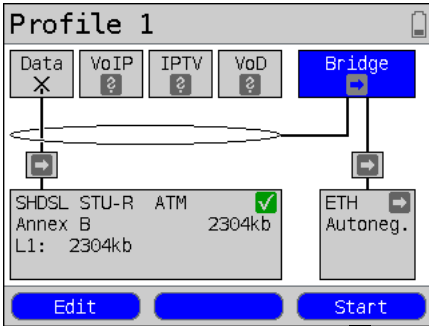 Profile 1
Data VoIP IPTV VoD Bridge
? ? ?
SHDSL STU-R ATM
Annex B 2304kb
L1: 2304kb
ETH
Autoneg.
Edit Start